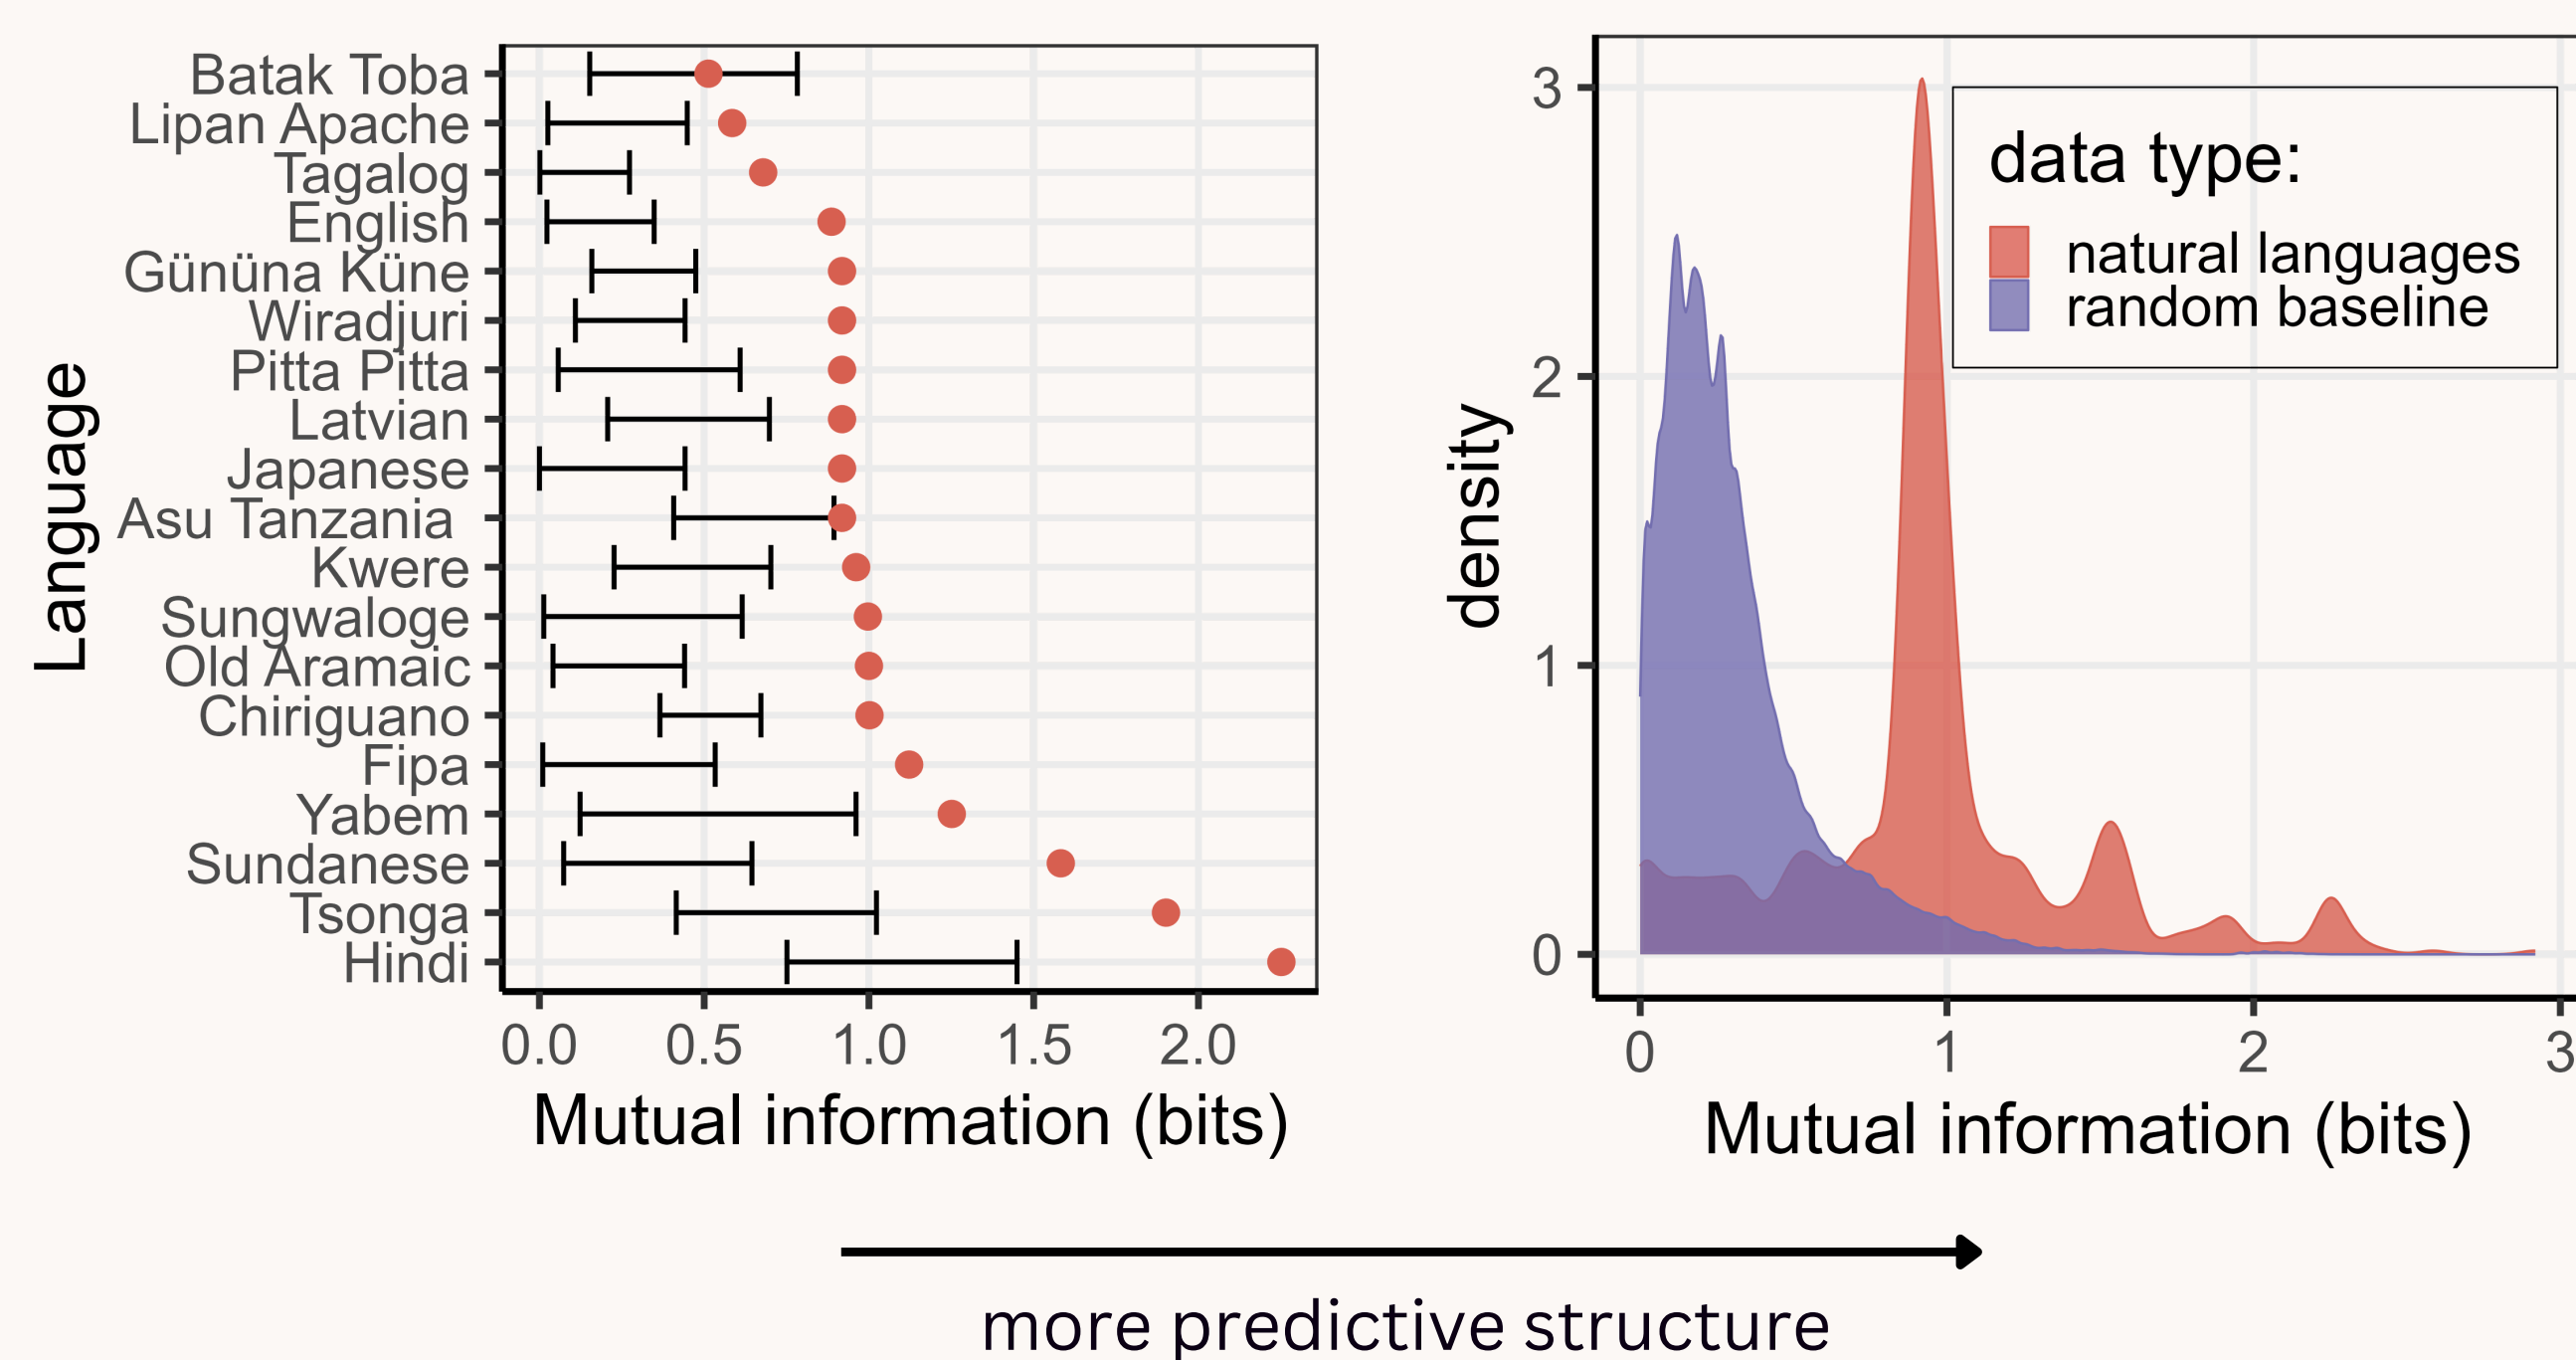 Language
Batak Toba
Lipan Apache
Tagalog
English
Gününa Küne
Wiradjuri
Pitta Pitta
Latvian
Japanese
Asu Tanzania
Kwere
Sungwaloge
Old Aramaic
Chiriguano
Fipa
Yabem
Sundanese
Tsonga
Hindi
0.0 0.5 1.0 1.5 2.0
Mutual information (bits)
density
3
2
1
0
data type:
natural languages
random baseline
0 1 2 3
Mutual information (bits)
more predictive structure